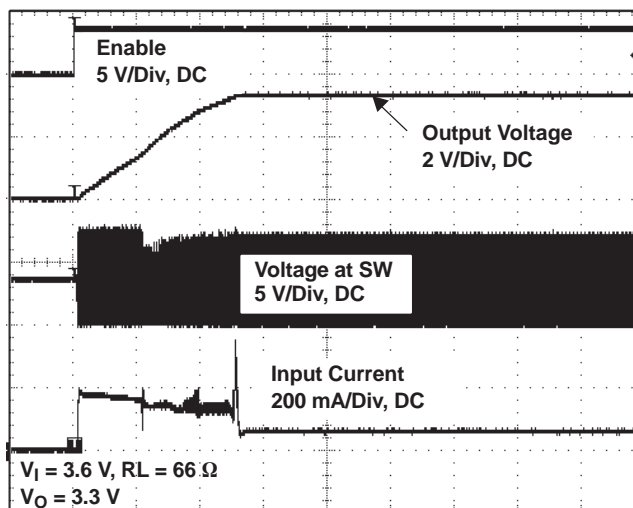 Enable
5 V/Div, DC
Output Voltage
2 V/Div, DC
Voltage at SW
5 V/Div, DC
Input Current
200 mA/Div, DC
V_I = 3.6 V, RL = 66 Ω
V_O = 3.3 V